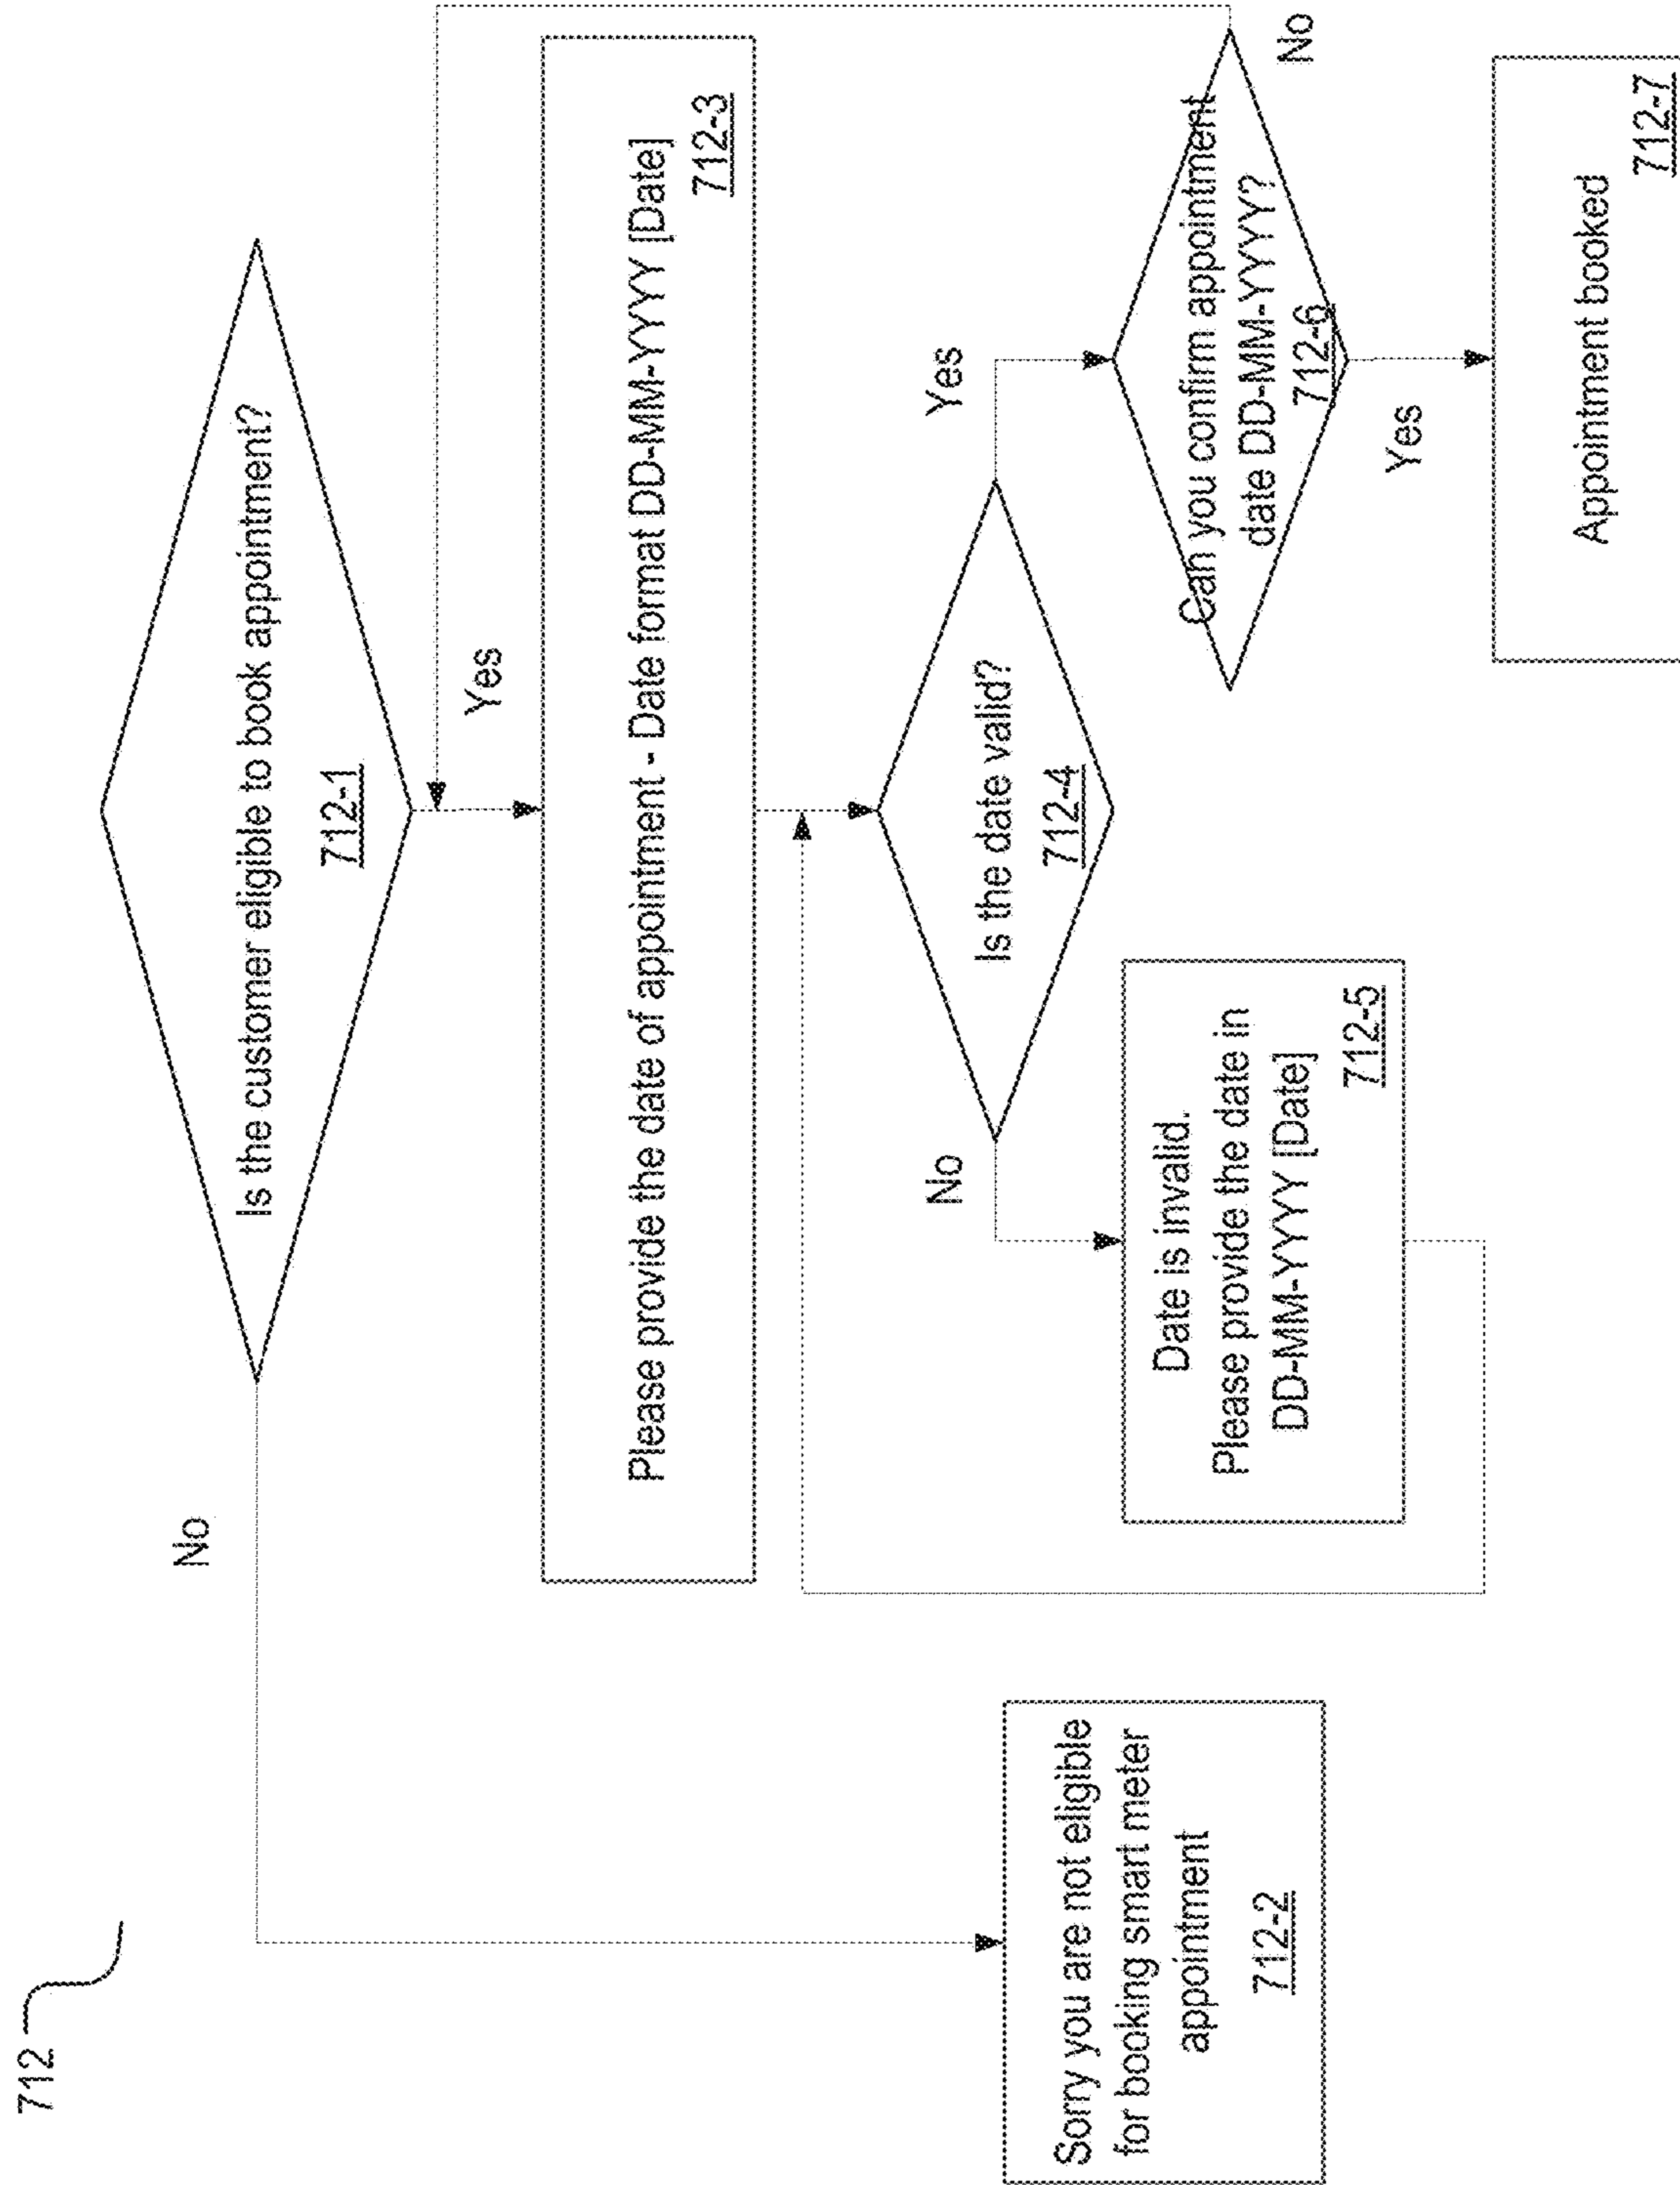 712
Is the customer eligible to book appointment?
712-1
No
Yes
Please provide the date of appointment - Date format DD-MM-YYYY [Date]
712-3
Is the date valid?
712-4
No
Yes
Sorry you are not eligible
for booking smart meter
appointment
712-2
Date is invalid.
Please provide the date in
DD-MM-YYYY [Date]
712-5
Can you confirm appointment
date DD-MM-YYYY?
712-6
No
Yes
Appointment booked
712-7